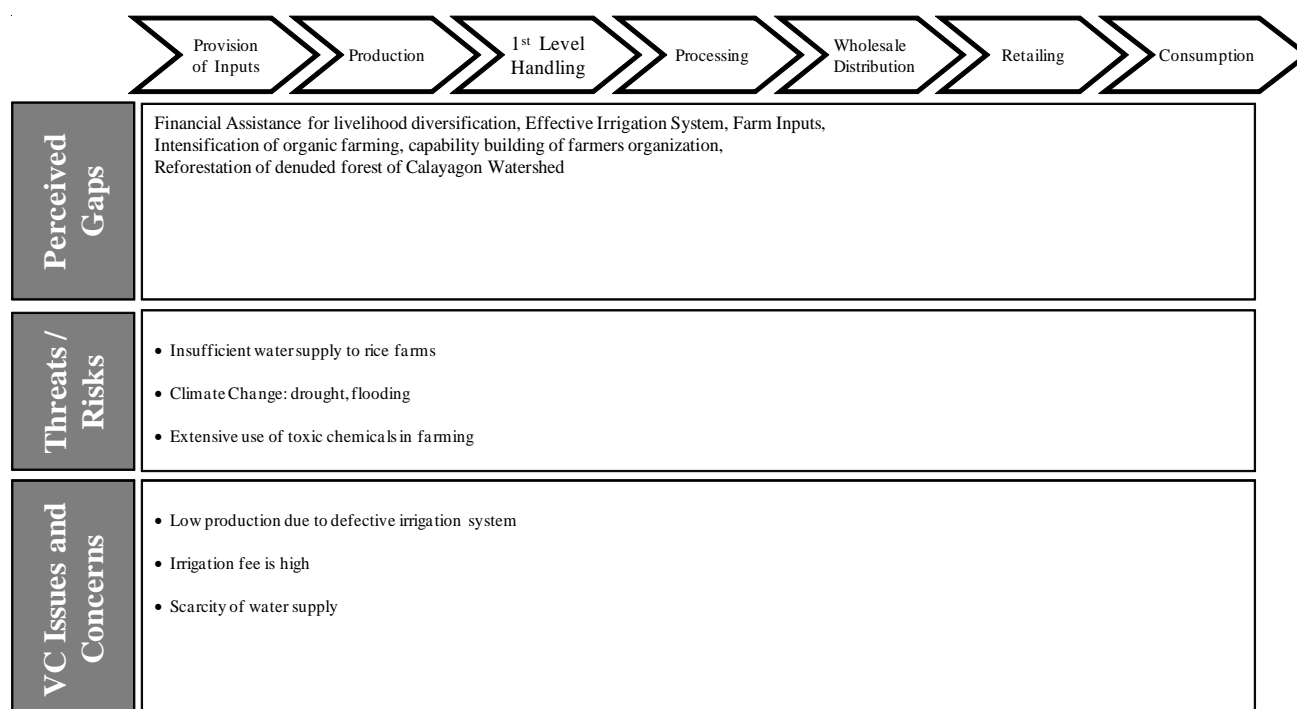 Provision
of Inputs
Production
1st Level
Handling
Processing
Wholesale
Distribution
Retailing
Consumption
Perceived
Gaps
Financial Assistance for livelihood diversification, Effective Irrigation System, Farm Inputs,
Intensification of organic farming, capability building of farmers organization,
Reforestation of denuded forest of Calayagon Watershed
Threats /
Risks
• Insufficient water supply to rice farms
• Climate Change: drought, flooding
• Extensive use of toxic chemicals in farming
VC Issues and
Concerns
• Low production due to defective irrigation system
• Irrigation fee is high
• Scarcity of water supply